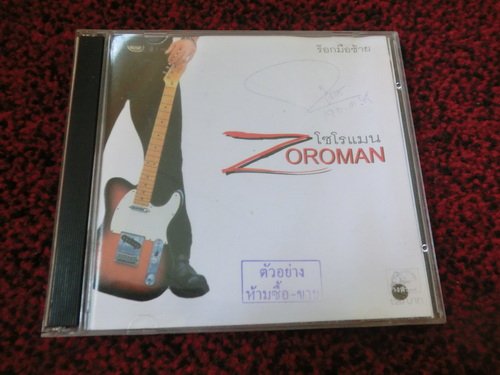 ร็อกมือซ้าย
โซโรแมน
ZOROMAN
ตัวอย่าง
ห้ามซื้อ-ขาย